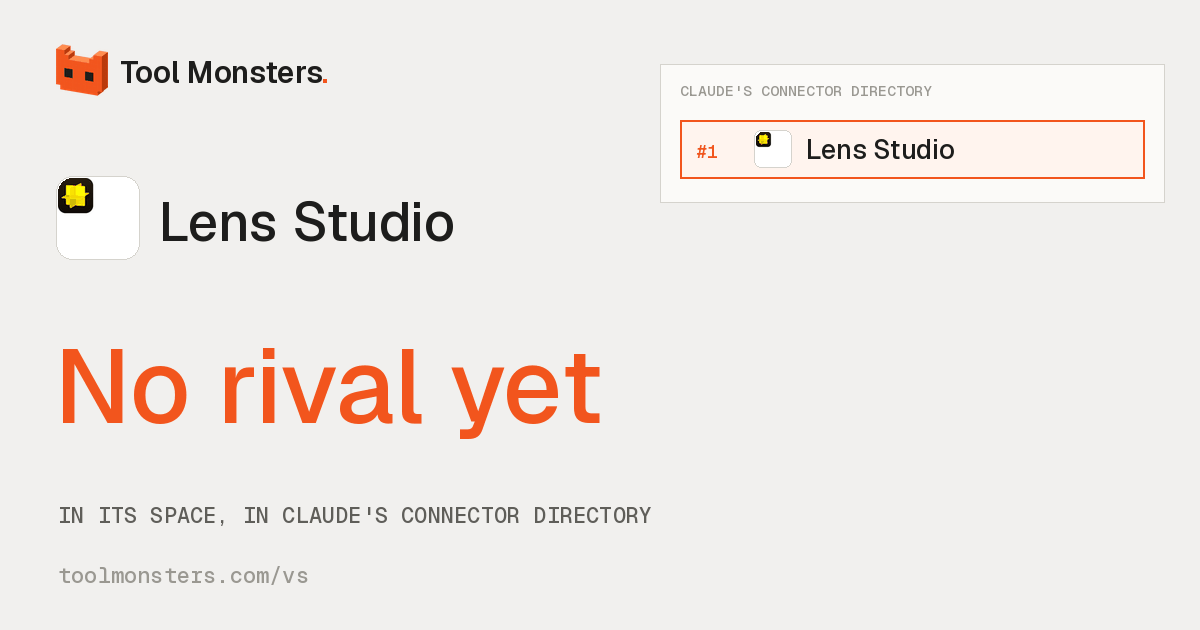 Tool Monsters.
Lens Studio
No rival yet
IN ITS SPACE, IN CLAUDE'S CONNECTOR DIRECTORY
toolmonsters.com/vs
CLAUDE'S CONNECTOR DIRECTORY
#1 Lens Studio